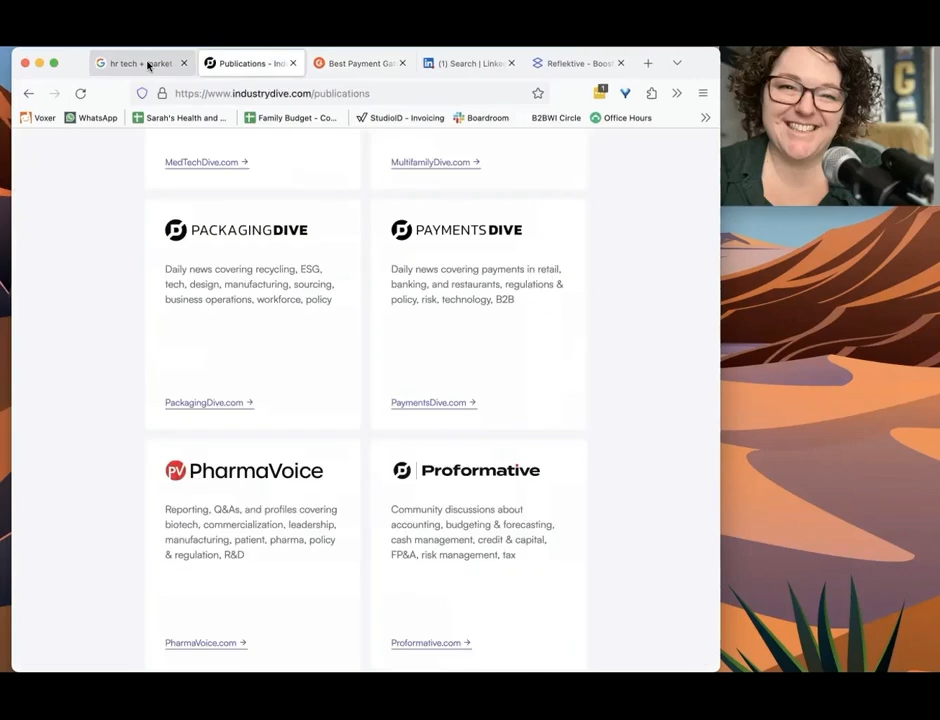 hr tech + market
Publications - Ind
Best Payment Gat
(1) Search | Linke
Reflektive - Boost
https://www.industrydive.com/publications
1
Voxer
WhatsApp
Sarah's Health and ...
Family Budget - Co...
StudioID - Invoicing
Boardroom
B2BWI Circle
Office Hours
MedTechDive.com →
MultifamilyDive.com →
PACKAGINGDIVE
Daily news covering recycling, ESG,
tech, design, manufacturing, sourcing,
business operations, workforce, policy
PackagingDive.com →
PAYMENTSDIVE
Daily news covering payments in retail,
banking, and restaurants, regulations &
policy, risk, technology, B2B
PaymentsDive.com →
PV PharmaVoice
Reporting, Q&As, and profiles covering
biotech, commercialization, leadership,
manufacturing, patient, pharma, policy
& regulation, R&D
PharmaVoice.com →
Proformative
Community discussions about
accounting, budgeting & forecasting,
cash management, credit & capital,
FP&A, risk management, tax
Proformative.com →